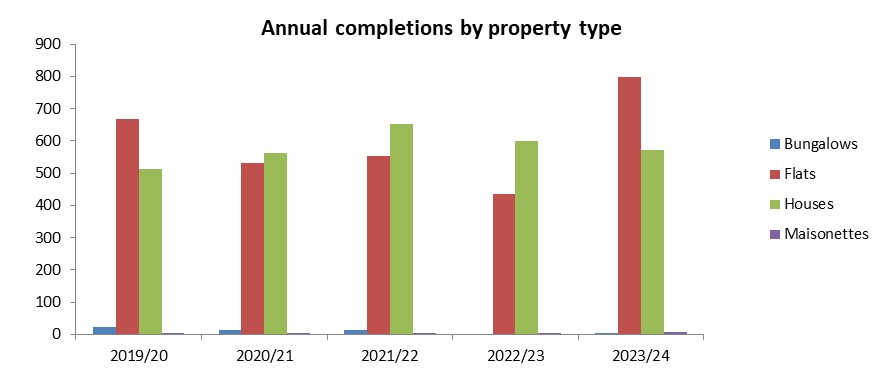 Annual completions by property type
900
800
700
600
500
400
300
200
100
0
2019/20 2020/21 2021/22 2022/23 2023/24
Bungalows
Flats
Houses
Maisonettes